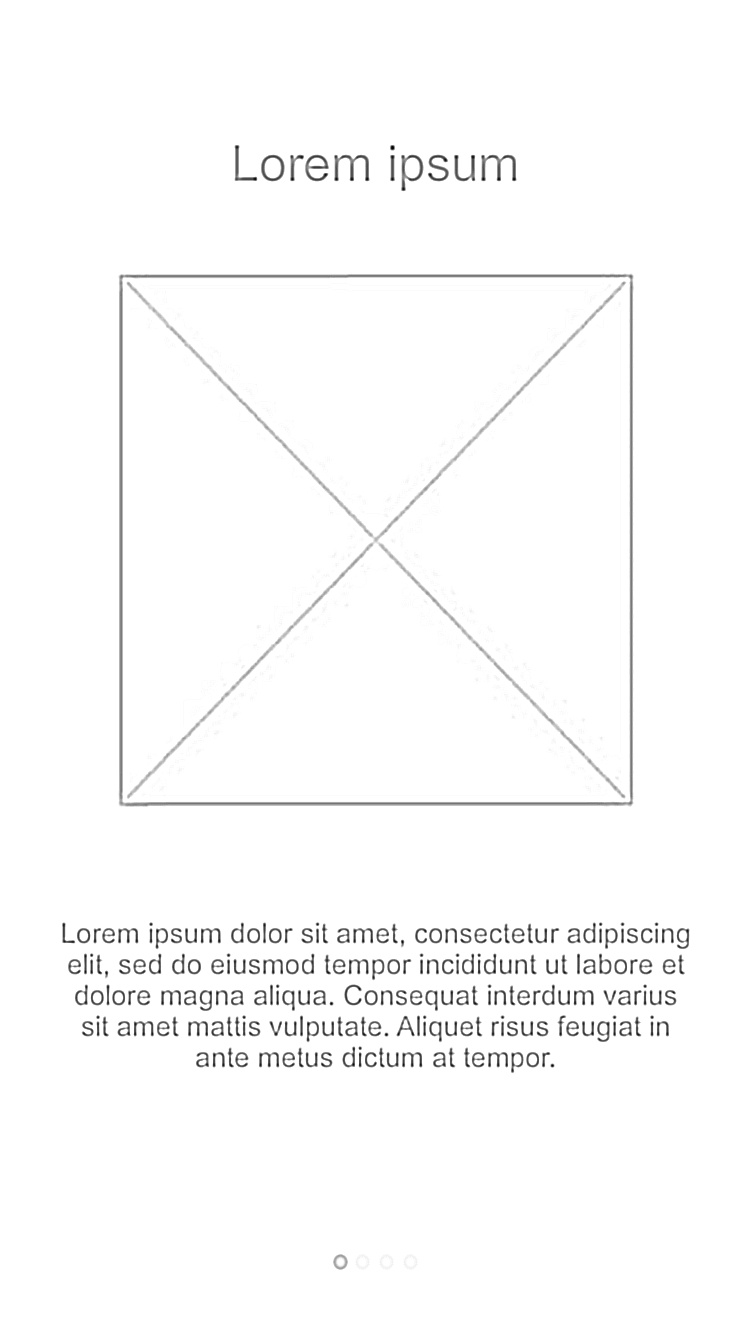 Lorem ipsum
Lorem ipsum dolor sit amet, consectetur adipiscing
elit, sed do eiusmod tempor incididunt ut labore et
dolore magna aliqua. Consequat interdum varius
sit amet mattis vulputate. Aliquet risus feugiat in
ante metus dictum at tempor.